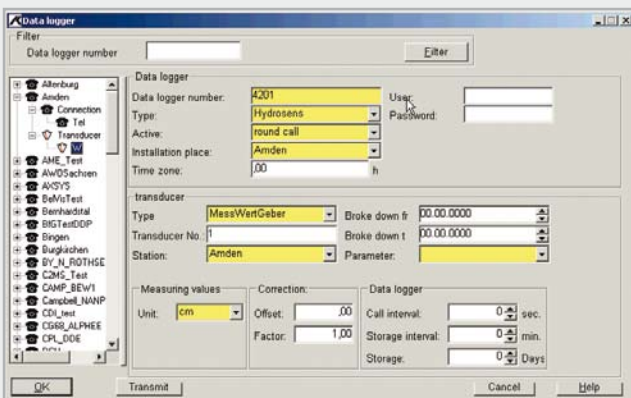 Data logger
Filter
Data logger number
Filter
Altenburg
Amden
Connection
Tel
Transducer
W
AME_Test
AWDSachsen
AXSYS
BelVisTest
Bernhardstal
BfGTestDDP
Bingen
Burgkirchen
BY_N_ROTHSE
C2MS_Test
CAMP_BEW1
Campbell_NANP
CDI_test
CG68_ALPHEE
CPL_DDE
Data logger
Data logger number: 4201
User:
Type: Hydrosens
Password:
Active: round call
Installation place: Amden
Time zone: ,00 h
transducer
Type MessWertGeber
Broke down fr 00.00.0000
Transducer No.: 1
Broke down t 00.00.0000
Station: Amden
Parameter:
Measuring values
Unit: cm
Correction:
Offset: ,00
Factor: 1,00
Data logger
Call interval: 0 sec.
Storage interval: 0 min.
Storage: 0 Days
OK
Transmit
Cancel
Help